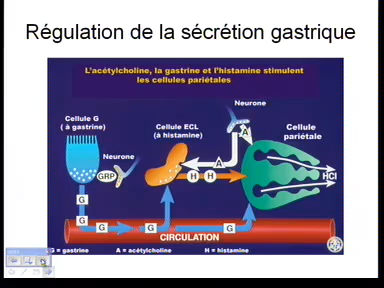 Régulation de la sécrétion gastrique
L'acétylcholine, la gastrine et l'histamine stimulent
les cellules pariétales
Neurone
Cellule G
( à gastrine)
Cellule ECL
(à histamine)
Cellule
pariétale
A
Neurone
A
GRP
H
H
HCl
G
G
G
G
G
CIRCULATION
G = gastrine
A = acétylcholine
H = histamine